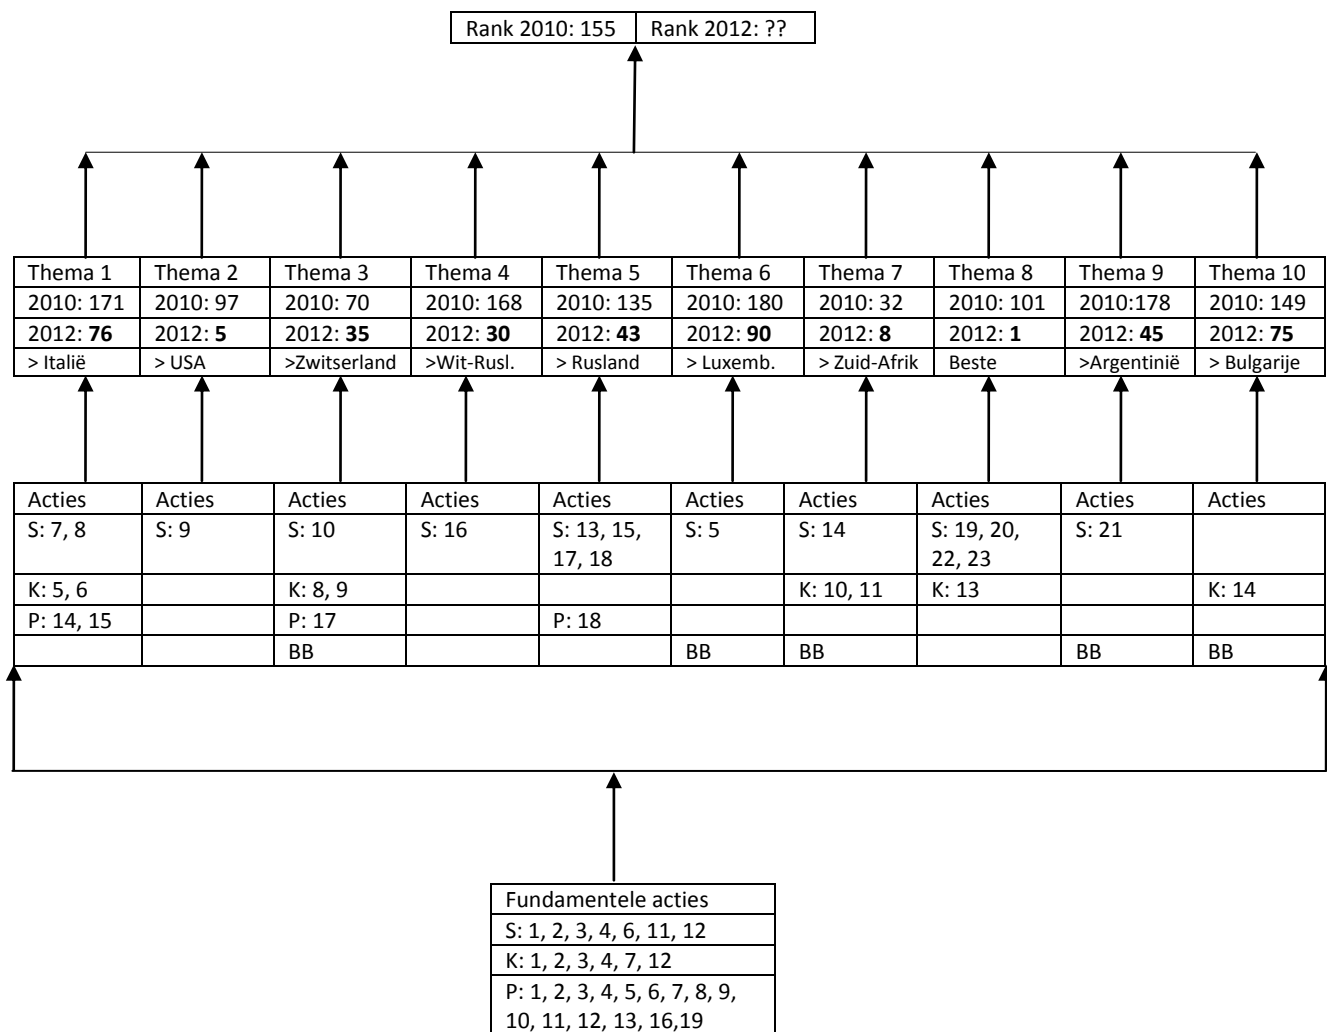 Rank 2010: 155 Rank 2012: ??
Thema 1 Thema 2 Thema 3 Thema 4 Thema 5 Thema 6 Thema 7 Thema 8 Thema 9 Thema 10
2010: 171 2010: 97 2010: 70 2010: 168 2010: 135 2010: 180 2010: 32 2010: 101 2010:178 2010: 149
2012: 76 2012: 5 2012: 35 2012: 30 2012: 43 2012: 90 2012: 8 2012: 1 2012: 45 2012: 75
> Italië > USA >Zwitserland >Wit-Rusl. > Rusland > Luxemb. > Zuid-Afrik Beste >Argentinië > Bulgarije
Acties Acties Acties Acties Acties Acties Acties Acties Acties Acties
S: 7, 8 S: 9 S: 10 S: 16 S: 13, 15, S: 5 S: 14 S: 19, 20, S: 21
17, 18 22, 23
K: 5, 6 K: 8, 9 K: 10, 11 K: 13 K: 14
P: 14, 15 P: 17 P: 18
BB BB BB BB BB
Fundamentele acties
S: 1, 2, 3, 4, 6, 11, 12
K: 1, 2, 3, 4, 7, 12
P: 1, 2, 3, 4, 5, 6, 7, 8, 9,
10, 11, 12, 13, 16,19